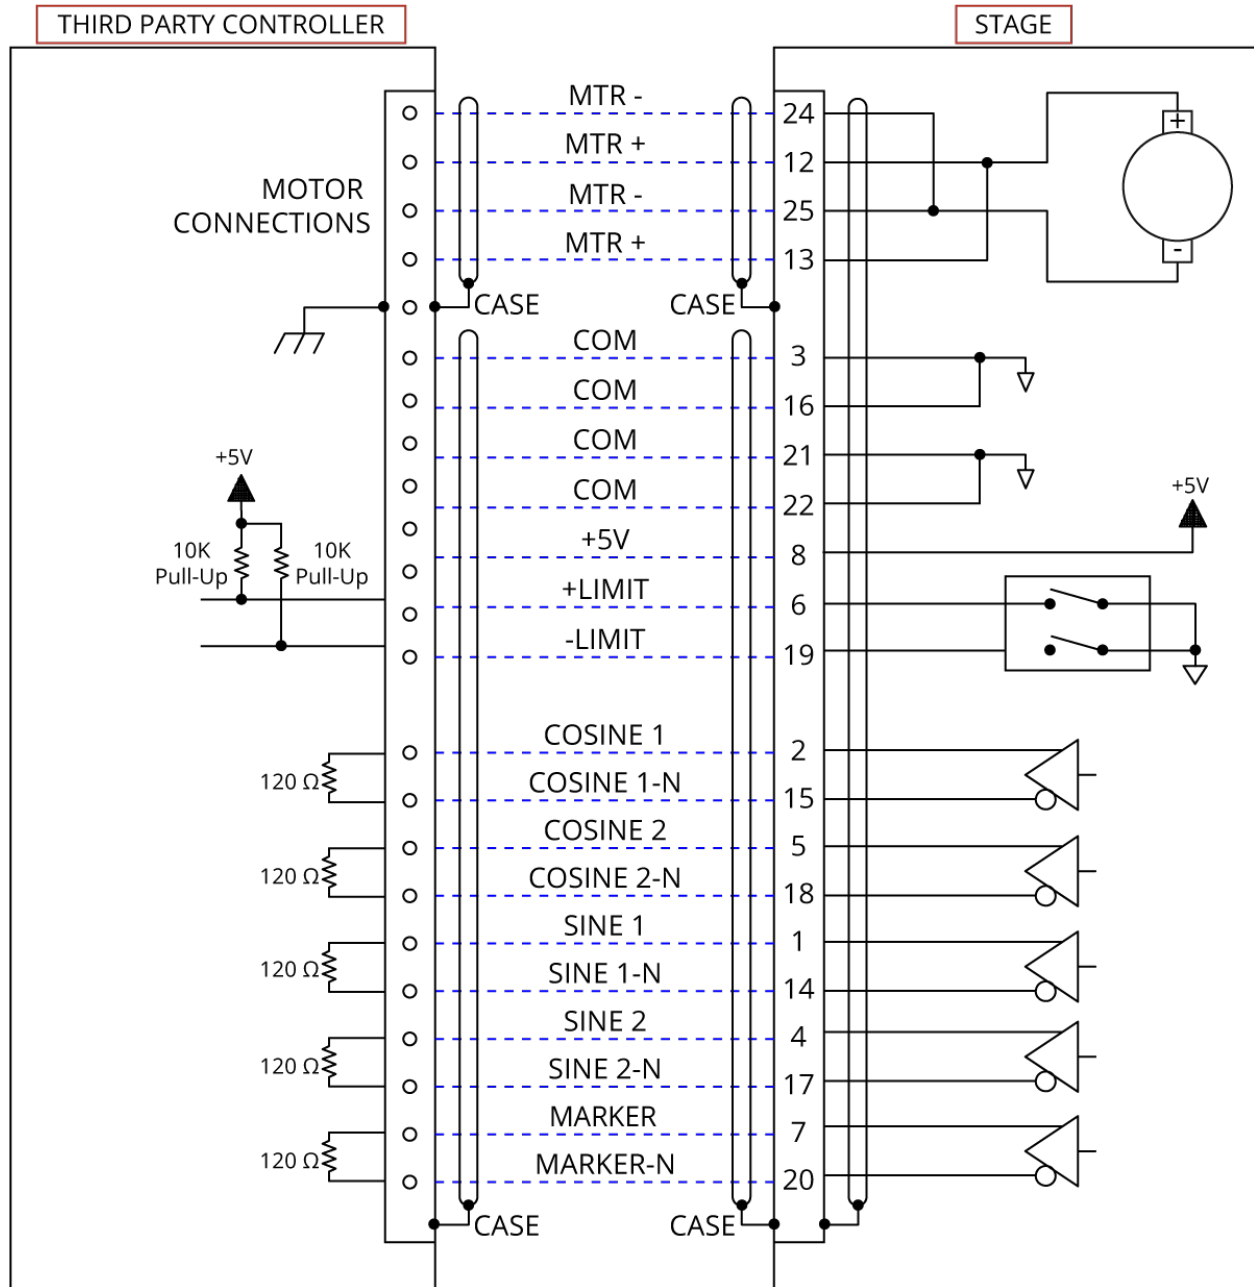 THIRD PARTY CONTROLLER
STAGE
MOTOR
CONNECTIONS
MTR -
24
MTR +
12
MTR -
25
MTR +
13
+
-
CASE
CASE
COM
3
COM
16
COM
21
COM
22
+5V
8
+LIMIT
6
-LIMIT
19
+5V
10K
Pull-Up
10K
Pull-Up
+5V
COSINE 1
2
120 Ω
COSINE 1-N
15
COSINE 2
5
120 Ω
COSINE 2-N
18
SINE 1
1
120 Ω
SINE 1-N
14
SINE 2
4
120 Ω
SINE 2-N
17
MARKER
7
120 Ω
MARKER-N
20
CASE
CASE